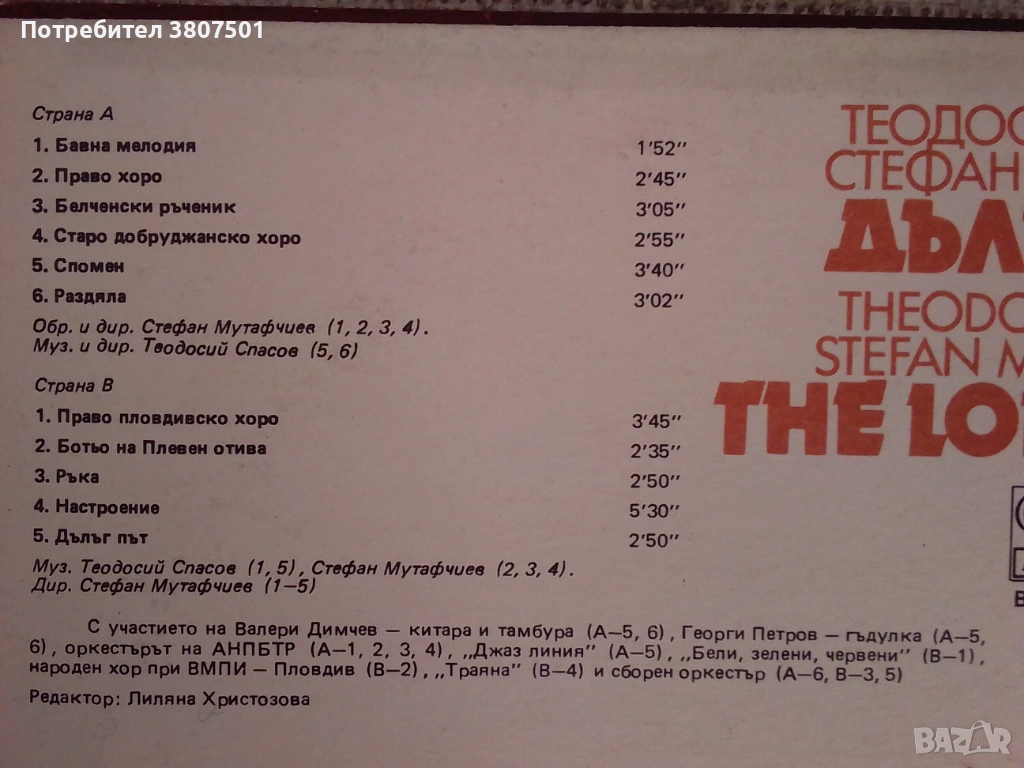 Потребител 3807501
Страна А
1. Бавна мелодия 1'52"
2. Право хоро 2'45"
3. Белченски ръченик 3'05"
4. Старо добруджанско хоро 2'55"
5. Спомен 3'40"
6. Раздяла 3'02"
Обр. и дир. Стефан Мутафчиев (1, 2, 3, 4).
Муз. и дир. Теодосий Спасов (5, 6)
Страна В
1. Право пловдивско хоро 3'45"
2. Ботьо на Плевен отива 2'35"
3. Ръка 2'50"
4. Настроение 5'30"
5. Дълъг път 2'50"
Муз. Теодосий Спасов (1, 5), Стефан Мутафчиев (2, 3, 4).
Дир. Стефан Мутафчиев (1—5)
С участието на Валери Димчев — китара и тамбура (А—5, 6), Георги Петров — гъдулка (А—5,
6), оркестърът на АНПБТР (А—1, 2, 3, 4), „Джаз линия" (А—5), „Бели, зелени, червени" (В—1),
народен хор при ВМПИ — Пловдив (В—2), „Траяна" (В—4) и сборен оркестър (А—6, В—3, 5)
Редактор: Лиляна Христозова
ТЕОДОС
СТЕФАН
ДЪЛ
THEODO
STEFAN M
THE LO
В
BAZAR